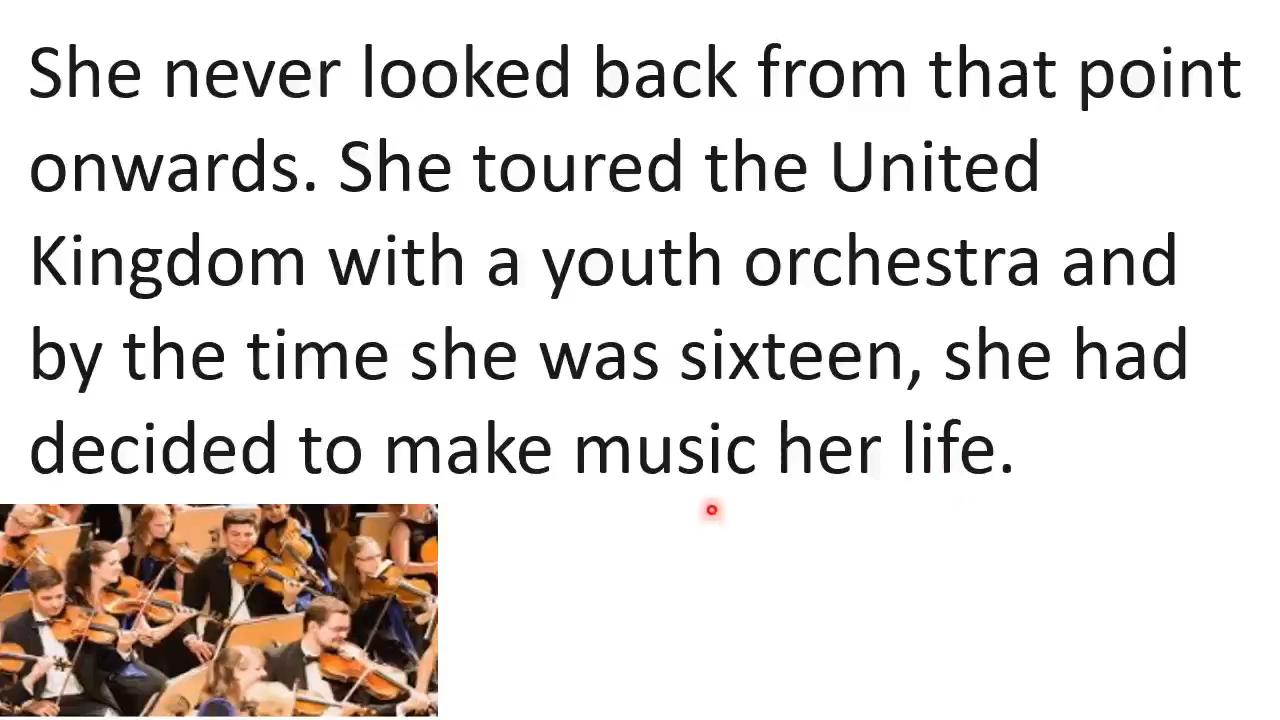 She never looked back from that point
onwards. She toured the United
Kingdom with a youth orchestra and
by the time she was sixteen, she had
decided to make music her life.